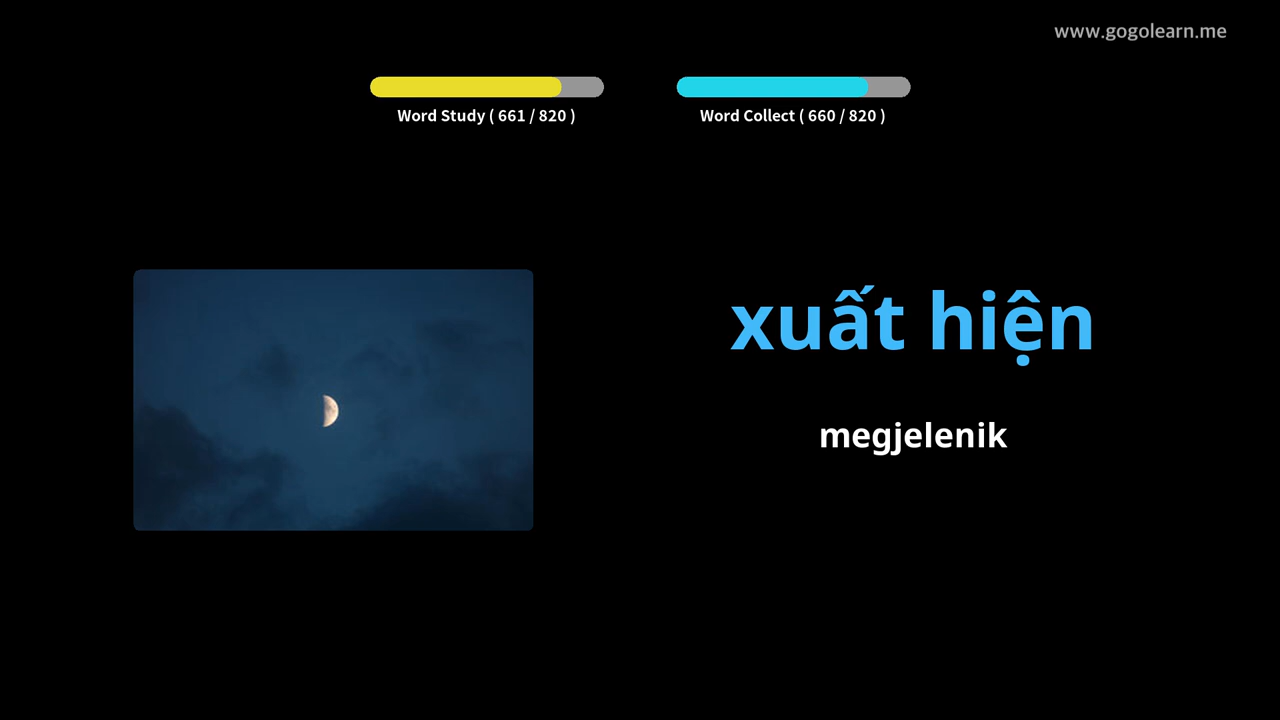 www.gogolearn.me
Word Study ( 661 / 820 )
Word Collect ( 660 / 820 )
xuất hiện
megjelenik